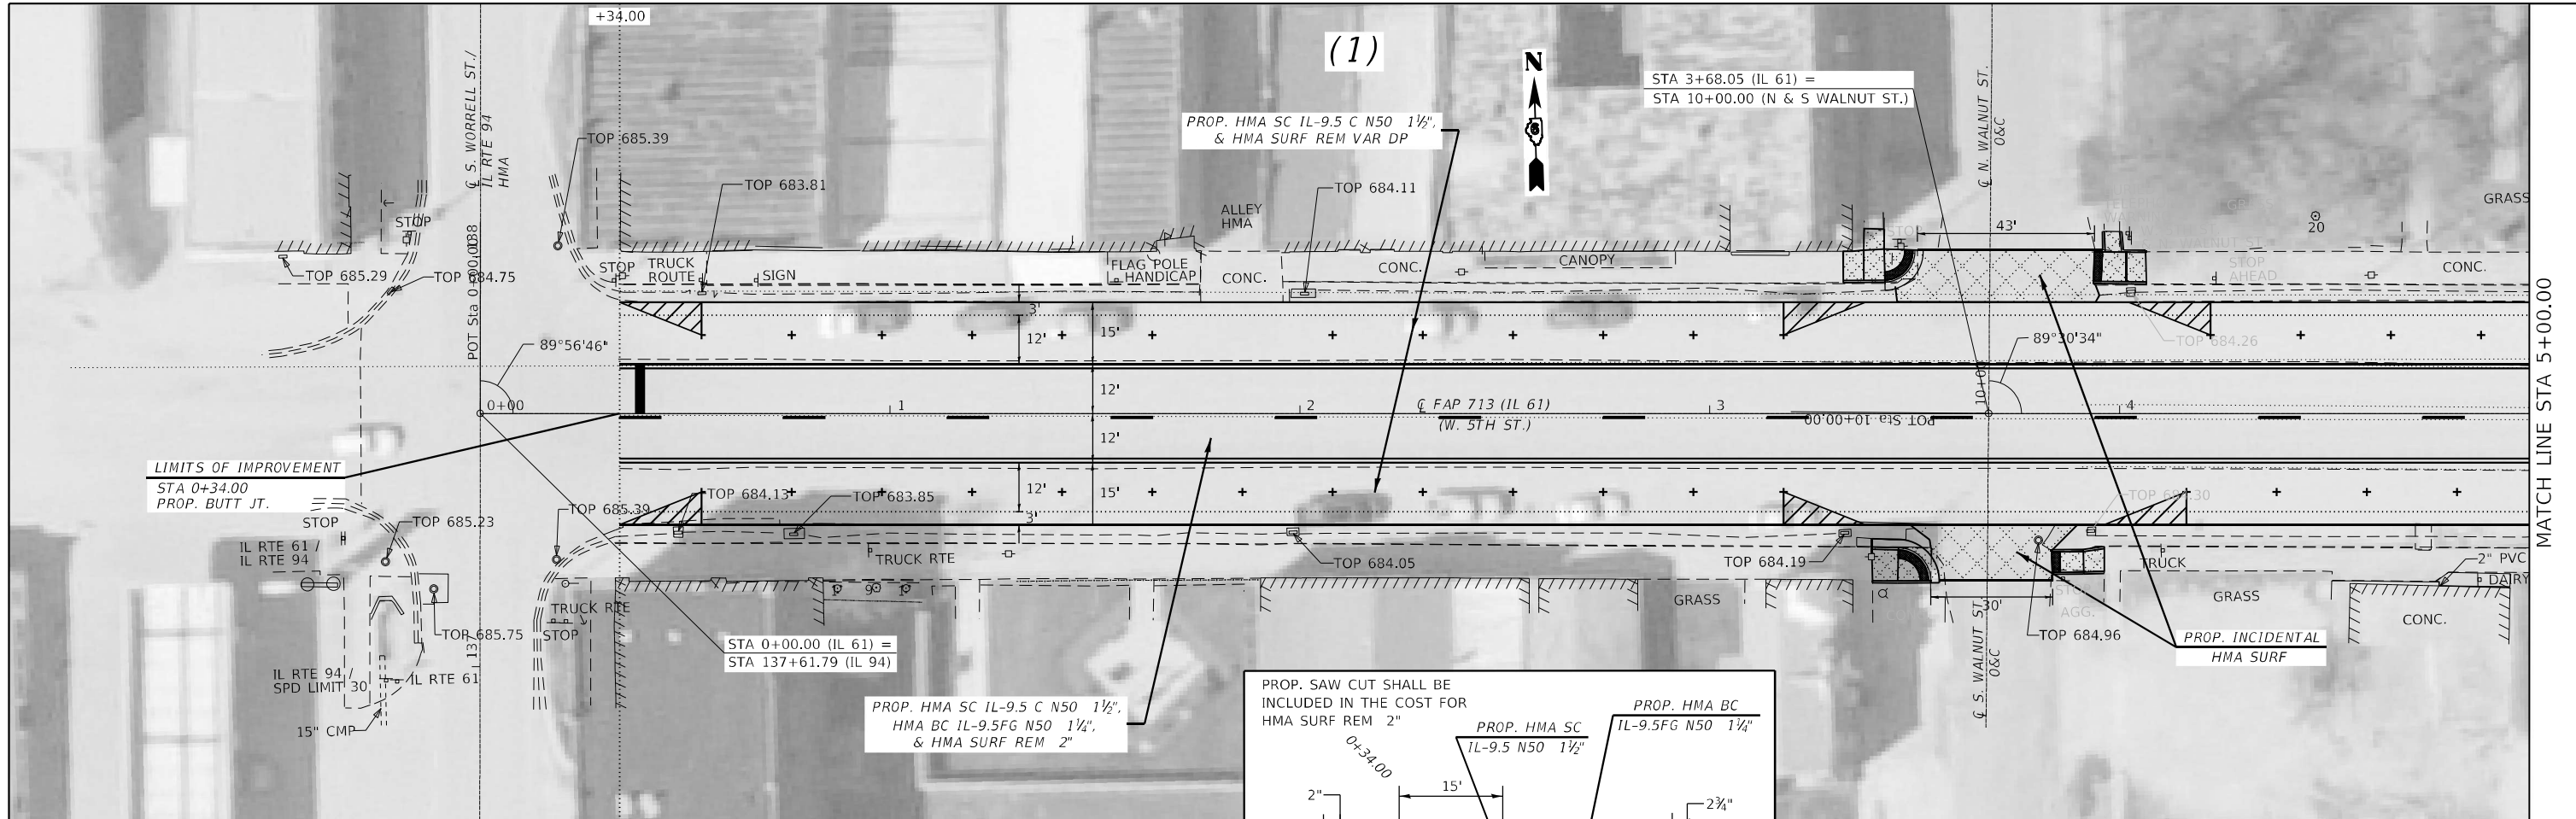 +34.00
(1)
N
6
STA 3+68.05 (IL 61) =
STA 10+00.00 (N & S WALNUT ST.)
℄ S. WORRELL ST./
IL RTE 94
HMA
℄ N. WALNUT ST.
O&C
PROP. HMA SC IL-9.5 C N50 1½",
& HMA SURF REM VAR DP
TOP 685.39
TOP 683.81
TOP 684.11
ALLEY
HMA
GRASS
STOP
43'
20
TOP 685.29
TOP 684.75
STOP
TRUCK
ROUTE
SIGN
FLAG POLE
HANDICAP
CONC.
CONC.
CANOPY
STOP
AHEAD
CONC.
POT Sta 0+00.00
89°56'46"
3'
12'
15'
89°30'34"
TOP 684.26
MATCH LINE STA 5+00.00
0+00
1
12'
2
℄ FAP 713 (IL 61)
(W. 5TH ST.)
3
POT Sta 10+00.00
10+00
4
12'
LIMITS OF IMPROVEMENT
STA 0+34.00
PROP. BUTT JT.
12'
15'
3'
TOP 684.13
TOP 683.85
TOP 684.30
STOP
TOP 685.23
TOP 685.39
IL RTE 61 /
IL RTE 94
TRUCK RTE
TOP 684.05
TOP 684.19
TRUCK
2" PVC
DAIRY
GRASS
30'
GRASS
CONC.
TRUCK RTE
STOP
AGG.
TOP 685.75
137
TOP 684.96
STA 0+00.00 (IL 61) =
STA 137+61.79 (IL 94)
PROP. INCIDENTAL
HMA SURF
IL RTE 94 /
SPD LIMIT 30
IL RTE 61
15" CMP
℄ S. WALNUT ST.
O&C
PROP. HMA SC IL-9.5 C N50 1½",
HMA BC IL-9.5FG N50 1¼",
& HMA SURF REM 2"
PROP. SAW CUT SHALL BE
INCLUDED IN THE COST FOR
HMA SURF REM 2"
PROP. HMA SC
IL-9.5 N50 1½"
PROP. HMA BC
IL-9.5FG N50 1¼"
0+34.00
15'
2"
2¾"